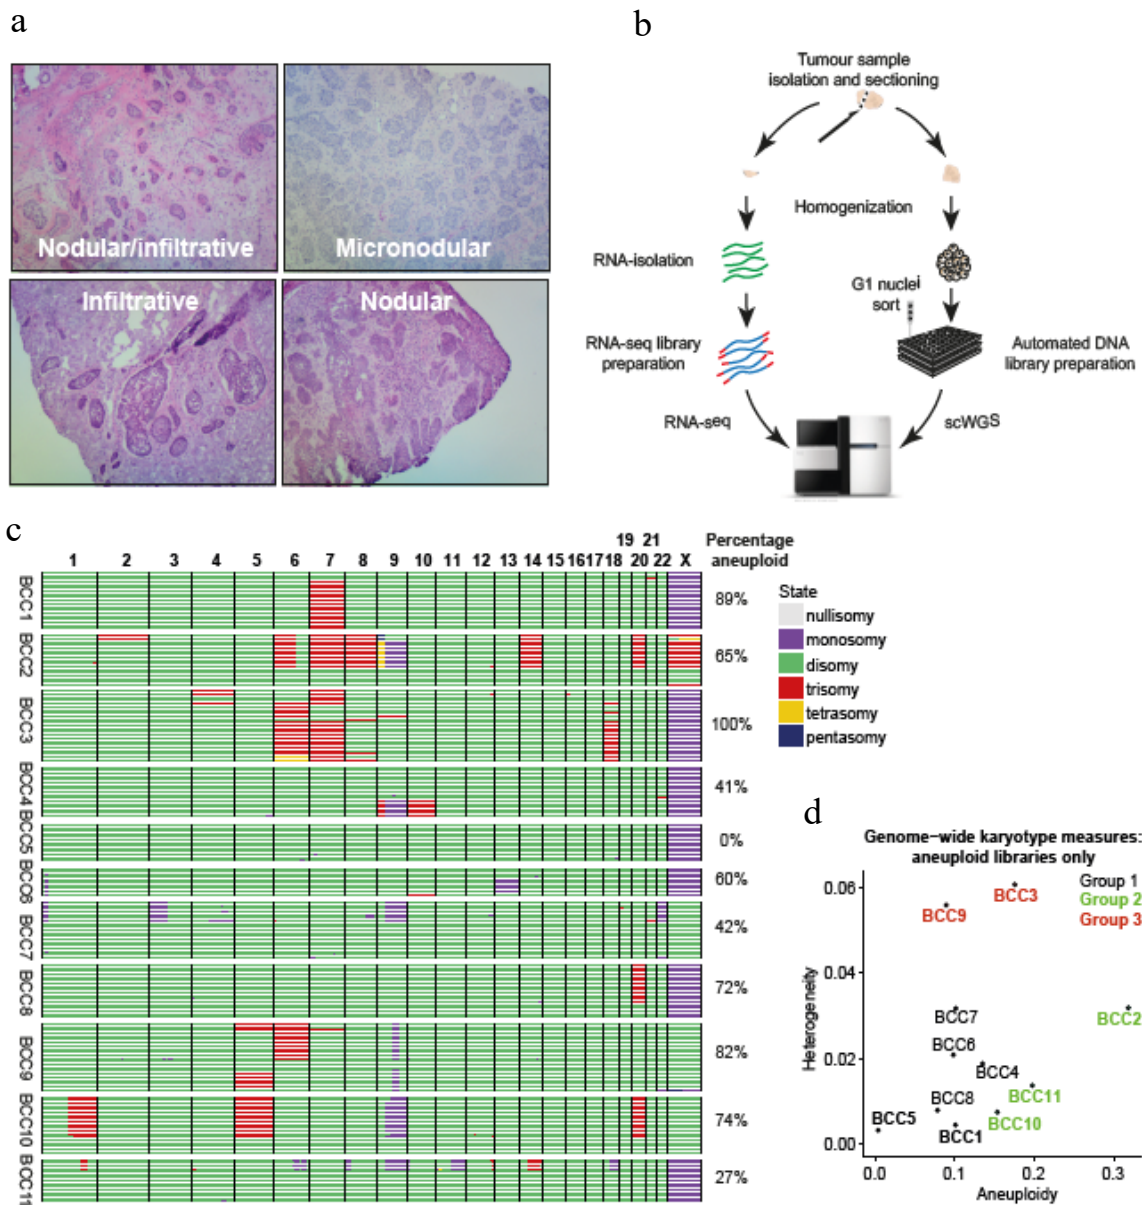 a
Nodular/infiltrative
Micronodular
Infiltrative
Nodular
b
Tumour sample
isolation and sectioning
Homogenization
RNA-isolation
G1 nuclei
sort
RNA-seq library
preparation
Automated DNA
library preparation
RNA-seq
scWGS
c
1 2 3 4 5 6 7 8 9 10 11 12 13 14 15 16 17 18 19 20 21 22 X
Percentage
aneuploid
BCC1
89%
BCC2
65%
BCC3
100%
BCC4
41%
BCC5
0%
BCC6
60%
BCC7
42%
BCC8
72%
BCC9
82%
BCC10
74%
BCC11
27%
State
nullisomy
monosomy
disomy
trisomy
tetrasomy
pentasomy
d
Genome-wide karyotype measures:
aneuploid libraries only
Group 1
Group 2
Group 3
Heterogeneity
0.06
0.04
0.02
0.00
BCC3
BCC9
BCC7
BCC2
BCC6
BCC4
BCC8
BCC11
BCC5
BCC1
BCC10
0.0 0.1 0.2 0.3
Aneuploidy